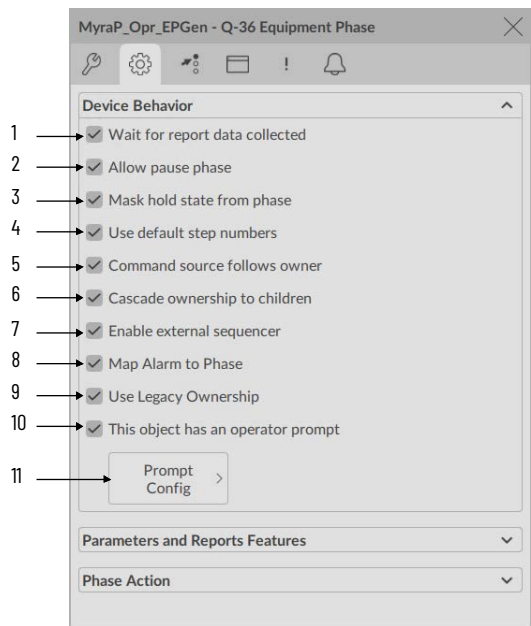 MyraP_Opr_EPGen - Q-36 Equipment Phase
!
Device Behavior
1 Wait for report data collected
2 Allow pause phase
3 Mask hold state from phase
4 Use default step numbers
5 Command source follows owner
6 Cascade ownership to children
7 Enable external sequencer
8 Map Alarm to Phase
9 Use Legacy Ownership
10 This object has an operator prompt
11 Prompt
Config
Parameters and Reports Features
Phase Action